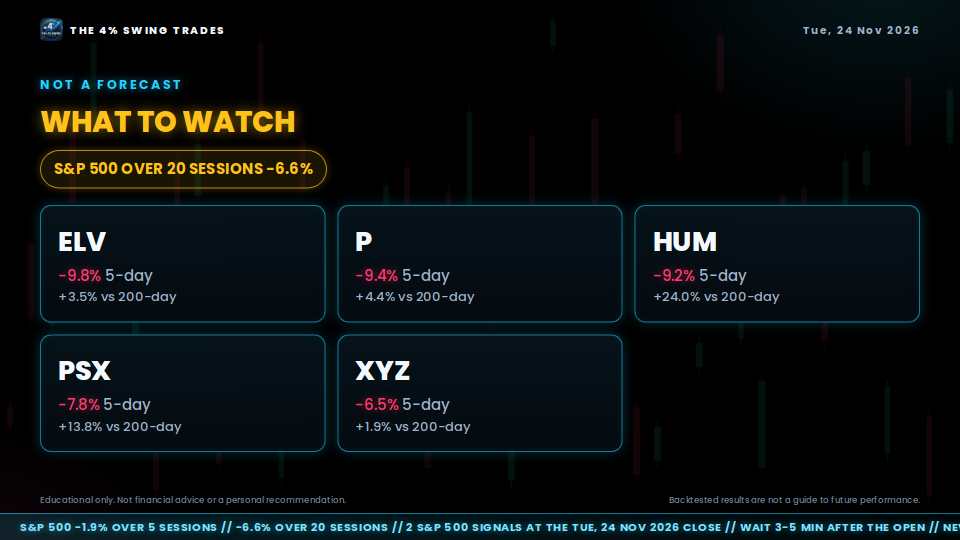 THE 4% SWING TRADES
Tue, 24 Nov 2026
NOT A FORECAST
WHAT TO WATCH
S&P 500 OVER 20 SESSIONS -6.6%
ELV
-9.8% 5-day
+3.5% vs 200-day
P
-9.4% 5-day
+4.4% vs 200-day
HUM
-9.2% 5-day
+24.0% vs 200-day
PSX
-7.8% 5-day
+13.8% vs 200-day
XYZ
-6.5% 5-day
+1.9% vs 200-day
Educational only. Not financial advice or a personal recommendation.
Backtested results are not a guide to future performance.
S&P 500 -1.9% OVER 5 SESSIONS // -6.6% OVER 20 SESSIONS // 2 S&P 500 SIGNALS AT THE TUE, 24 NOV 2026 CLOSE // WAIT 3-5 MIN AFTER THE OPEN //